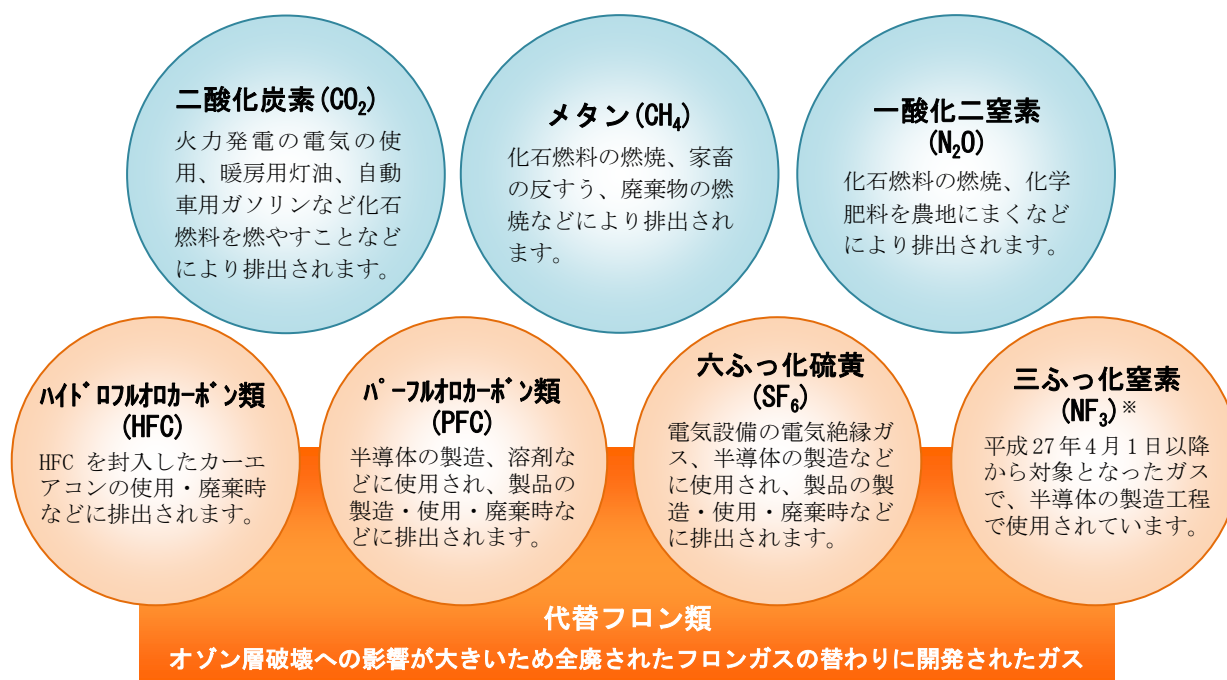 二酸化炭素(CO₂)
火力発電の電気の使
用、暖房用灯油、自動
車用ガソリンなど化石
燃料を燃やすことなど
により排出されます。
メタン(CH₄)
化石燃料の燃焼、家畜
の反すう、廃棄物の燃
焼などにより排出され
ます。
一酸化二窒素
(N₂O)
化石燃料の燃焼、化学
肥料を農地にまくなど
により排出されます。
ﾊｲﾄﾞﾛﾌﾙｵﾛｶｰﾎﾞﾝ類
(HFC)
HFC を封入したカーエ
アコンの使用・廃棄時
などに排出されます。
ﾊﾟｰﾌﾙｵﾛｶｰﾎﾞﾝ類
(PFC)
半導体の製造、溶剤な
どに使用され、製品の
製造・使用・廃棄時な
どに排出されます。
六ふっ化硫黄
(SF₆)
電気設備の電気絶縁ガ
ス、半導体の製造など
に使用され、製品の製
造・使用・廃棄時など
に排出されます。
三ふっ化窒素
(NF₃)※
平成27年4月1日以降
から対象となったガス
で、半導体の製造工程
で使用されています。
代替フロン類
オゾン層破壊への影響が大きいため全廃されたフロンガスの替わりに開発されたガス